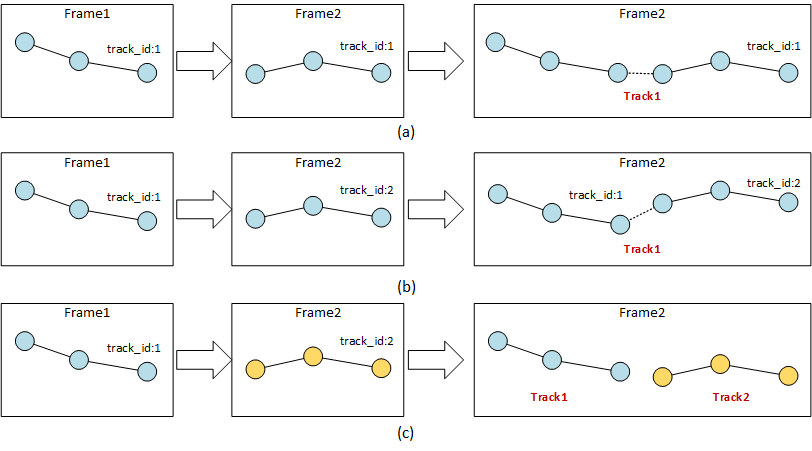 Frame1
track_id:1
Frame2
track_id:1
Frame2
track_id:1
Track1
(a)
Frame1
track_id:1
Frame2
track_id:2
Frame2
track_id:1
track_id:2
Track1
(b)
Frame1
track_id:1
Frame2
track_id:2
Frame2
Track1
Track2
(c)